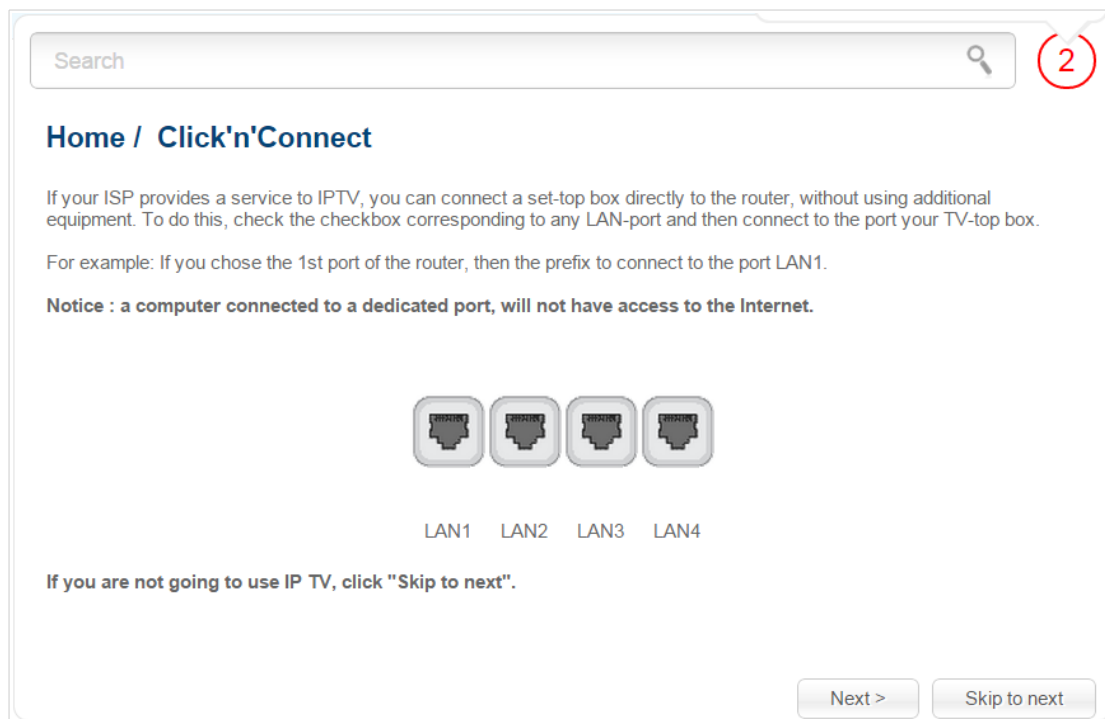 Search
2
Home / Click'n'Connect
If your ISP provides a service to IPTV, you can connect a set-top box directly to the router, without using additional
equipment. To do this, check the checkbox corresponding to any LAN-port and then connect to the port your TV-top box.
For example: If you chose the 1st port of the router, then the prefix to connect to the port LAN1.
Notice : a computer connected to a dedicated port, will not have access to the Internet.
LAN1 LAN2 LAN3 LAN4
If you are not going to use IP TV, click "Skip to next".
Next > Skip to next